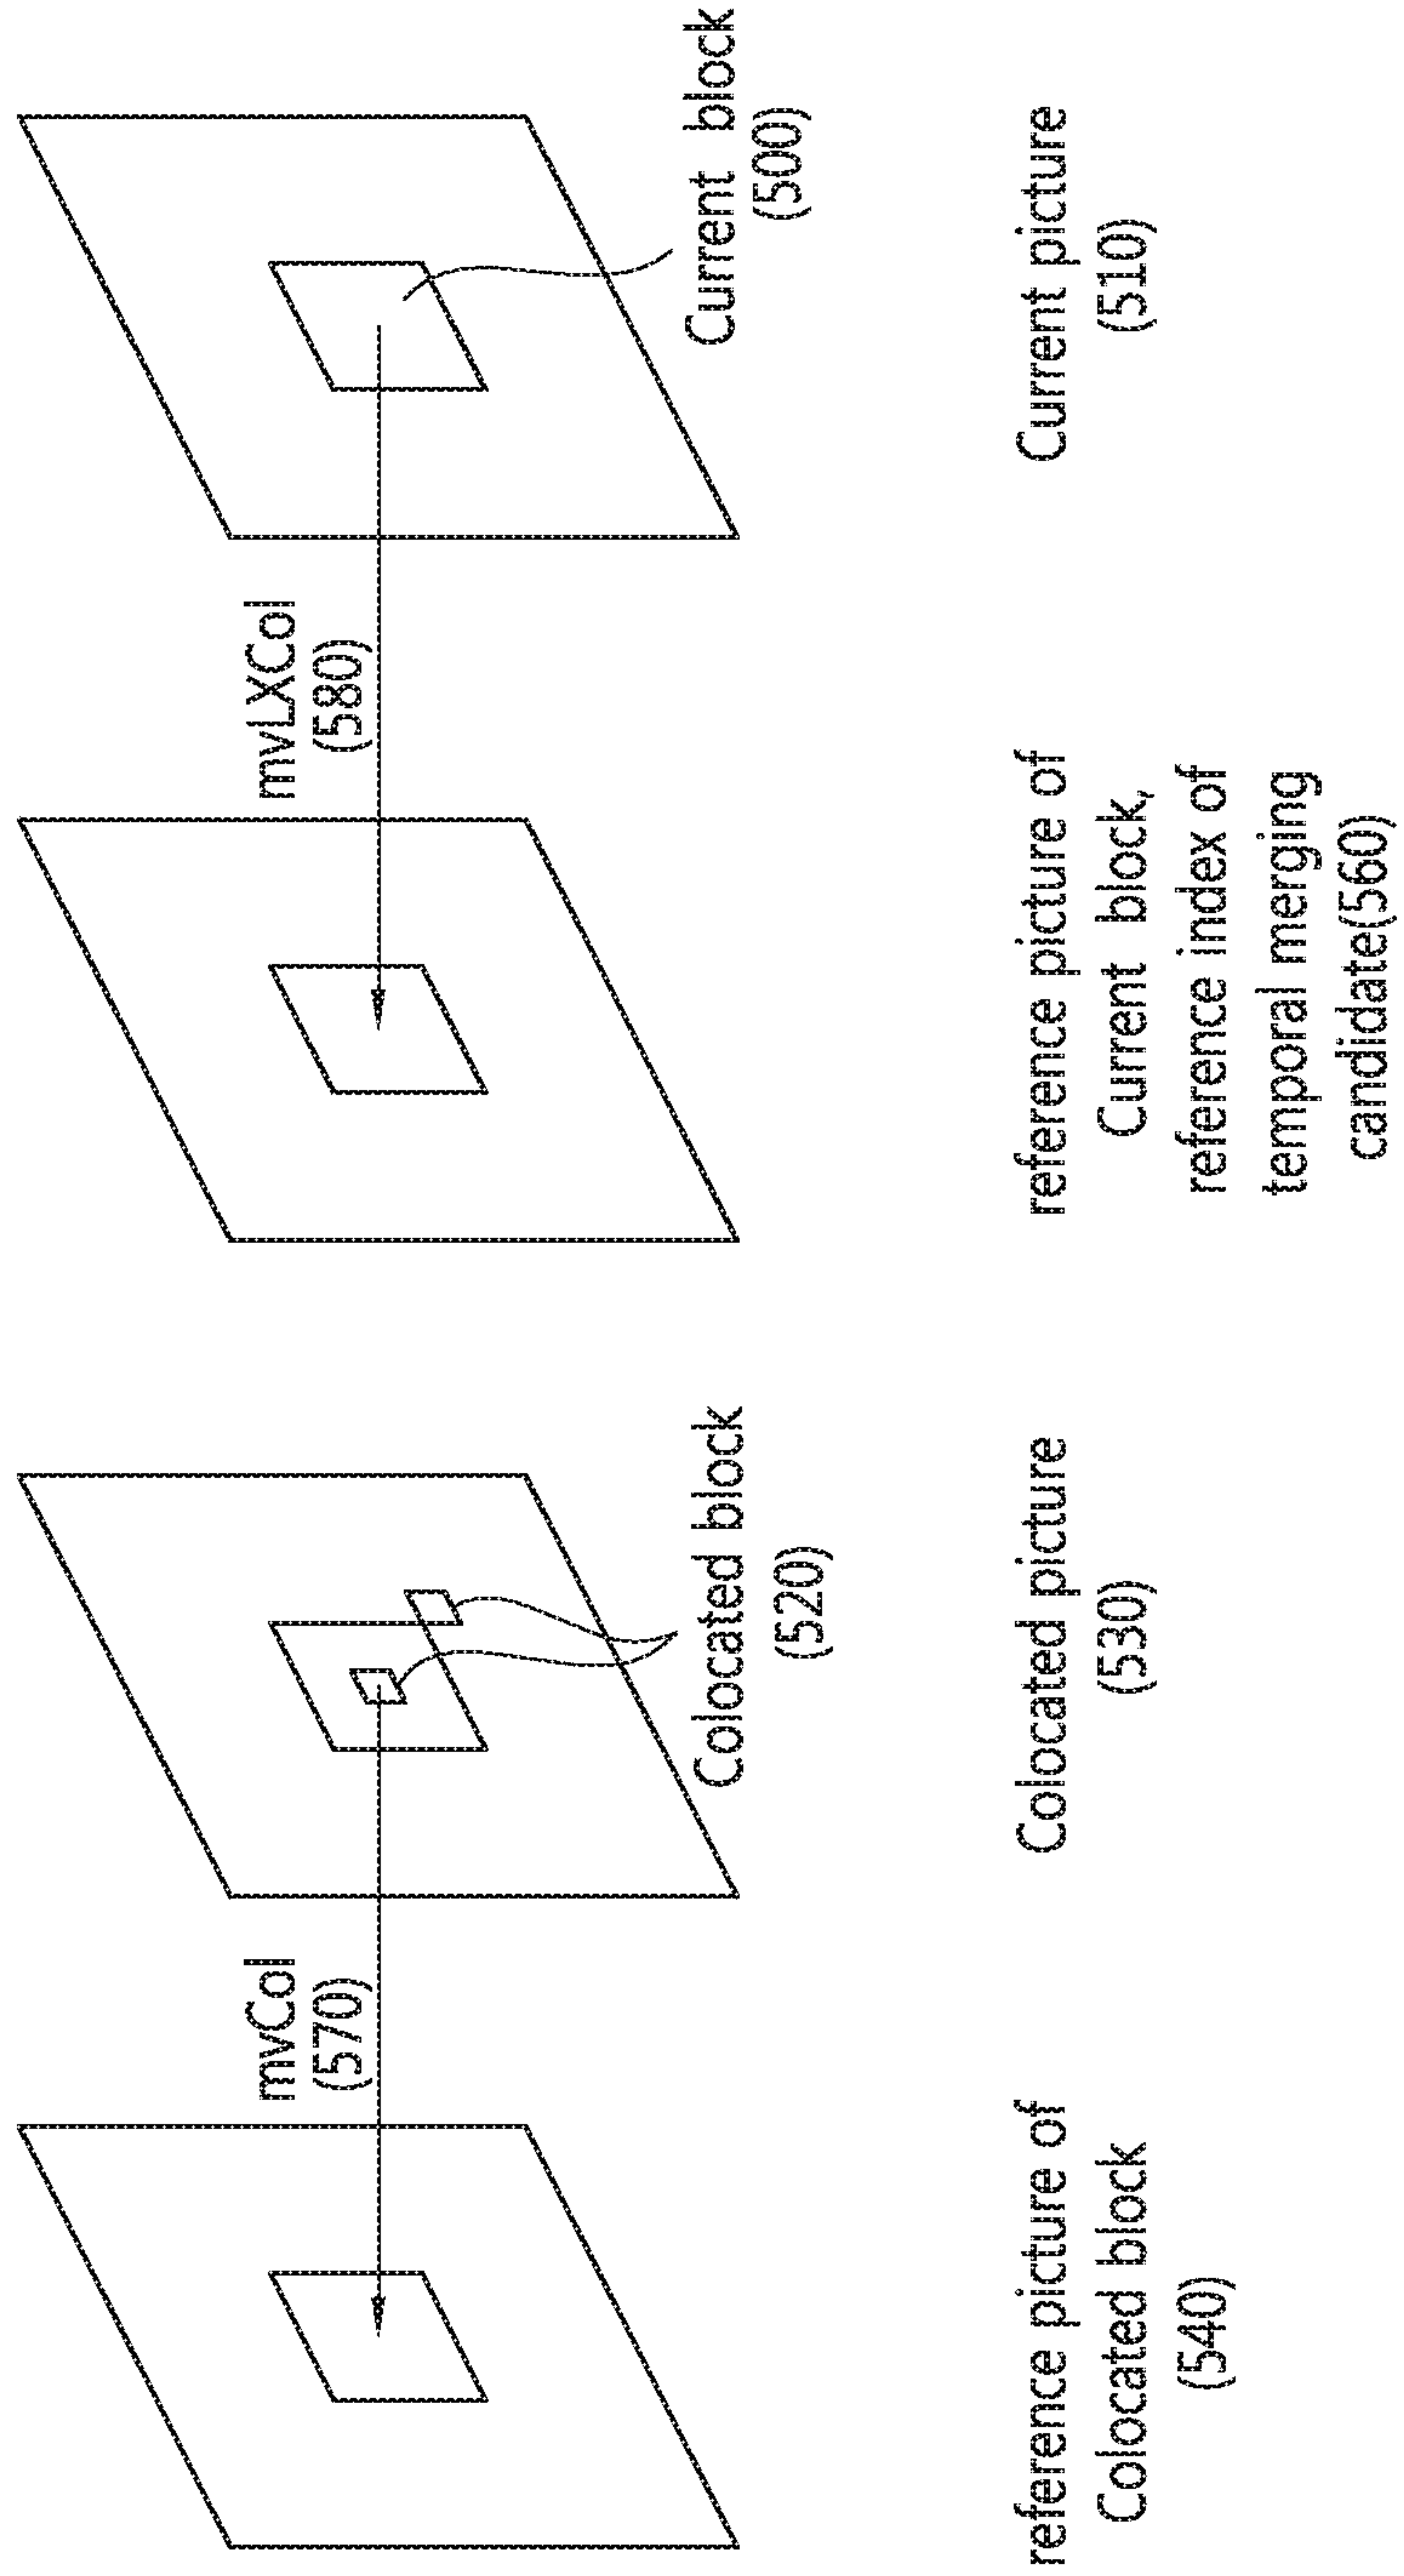 mvCol
(570)
mvLXCol
(580)
Colocated block
(520)
Current block
(500)
reference picture of
Colocated block
(540)
Colocated picture
(530)
reference picture of
Current block,
reference index of
temporal merging
candidate(560)
Current picture
(510)